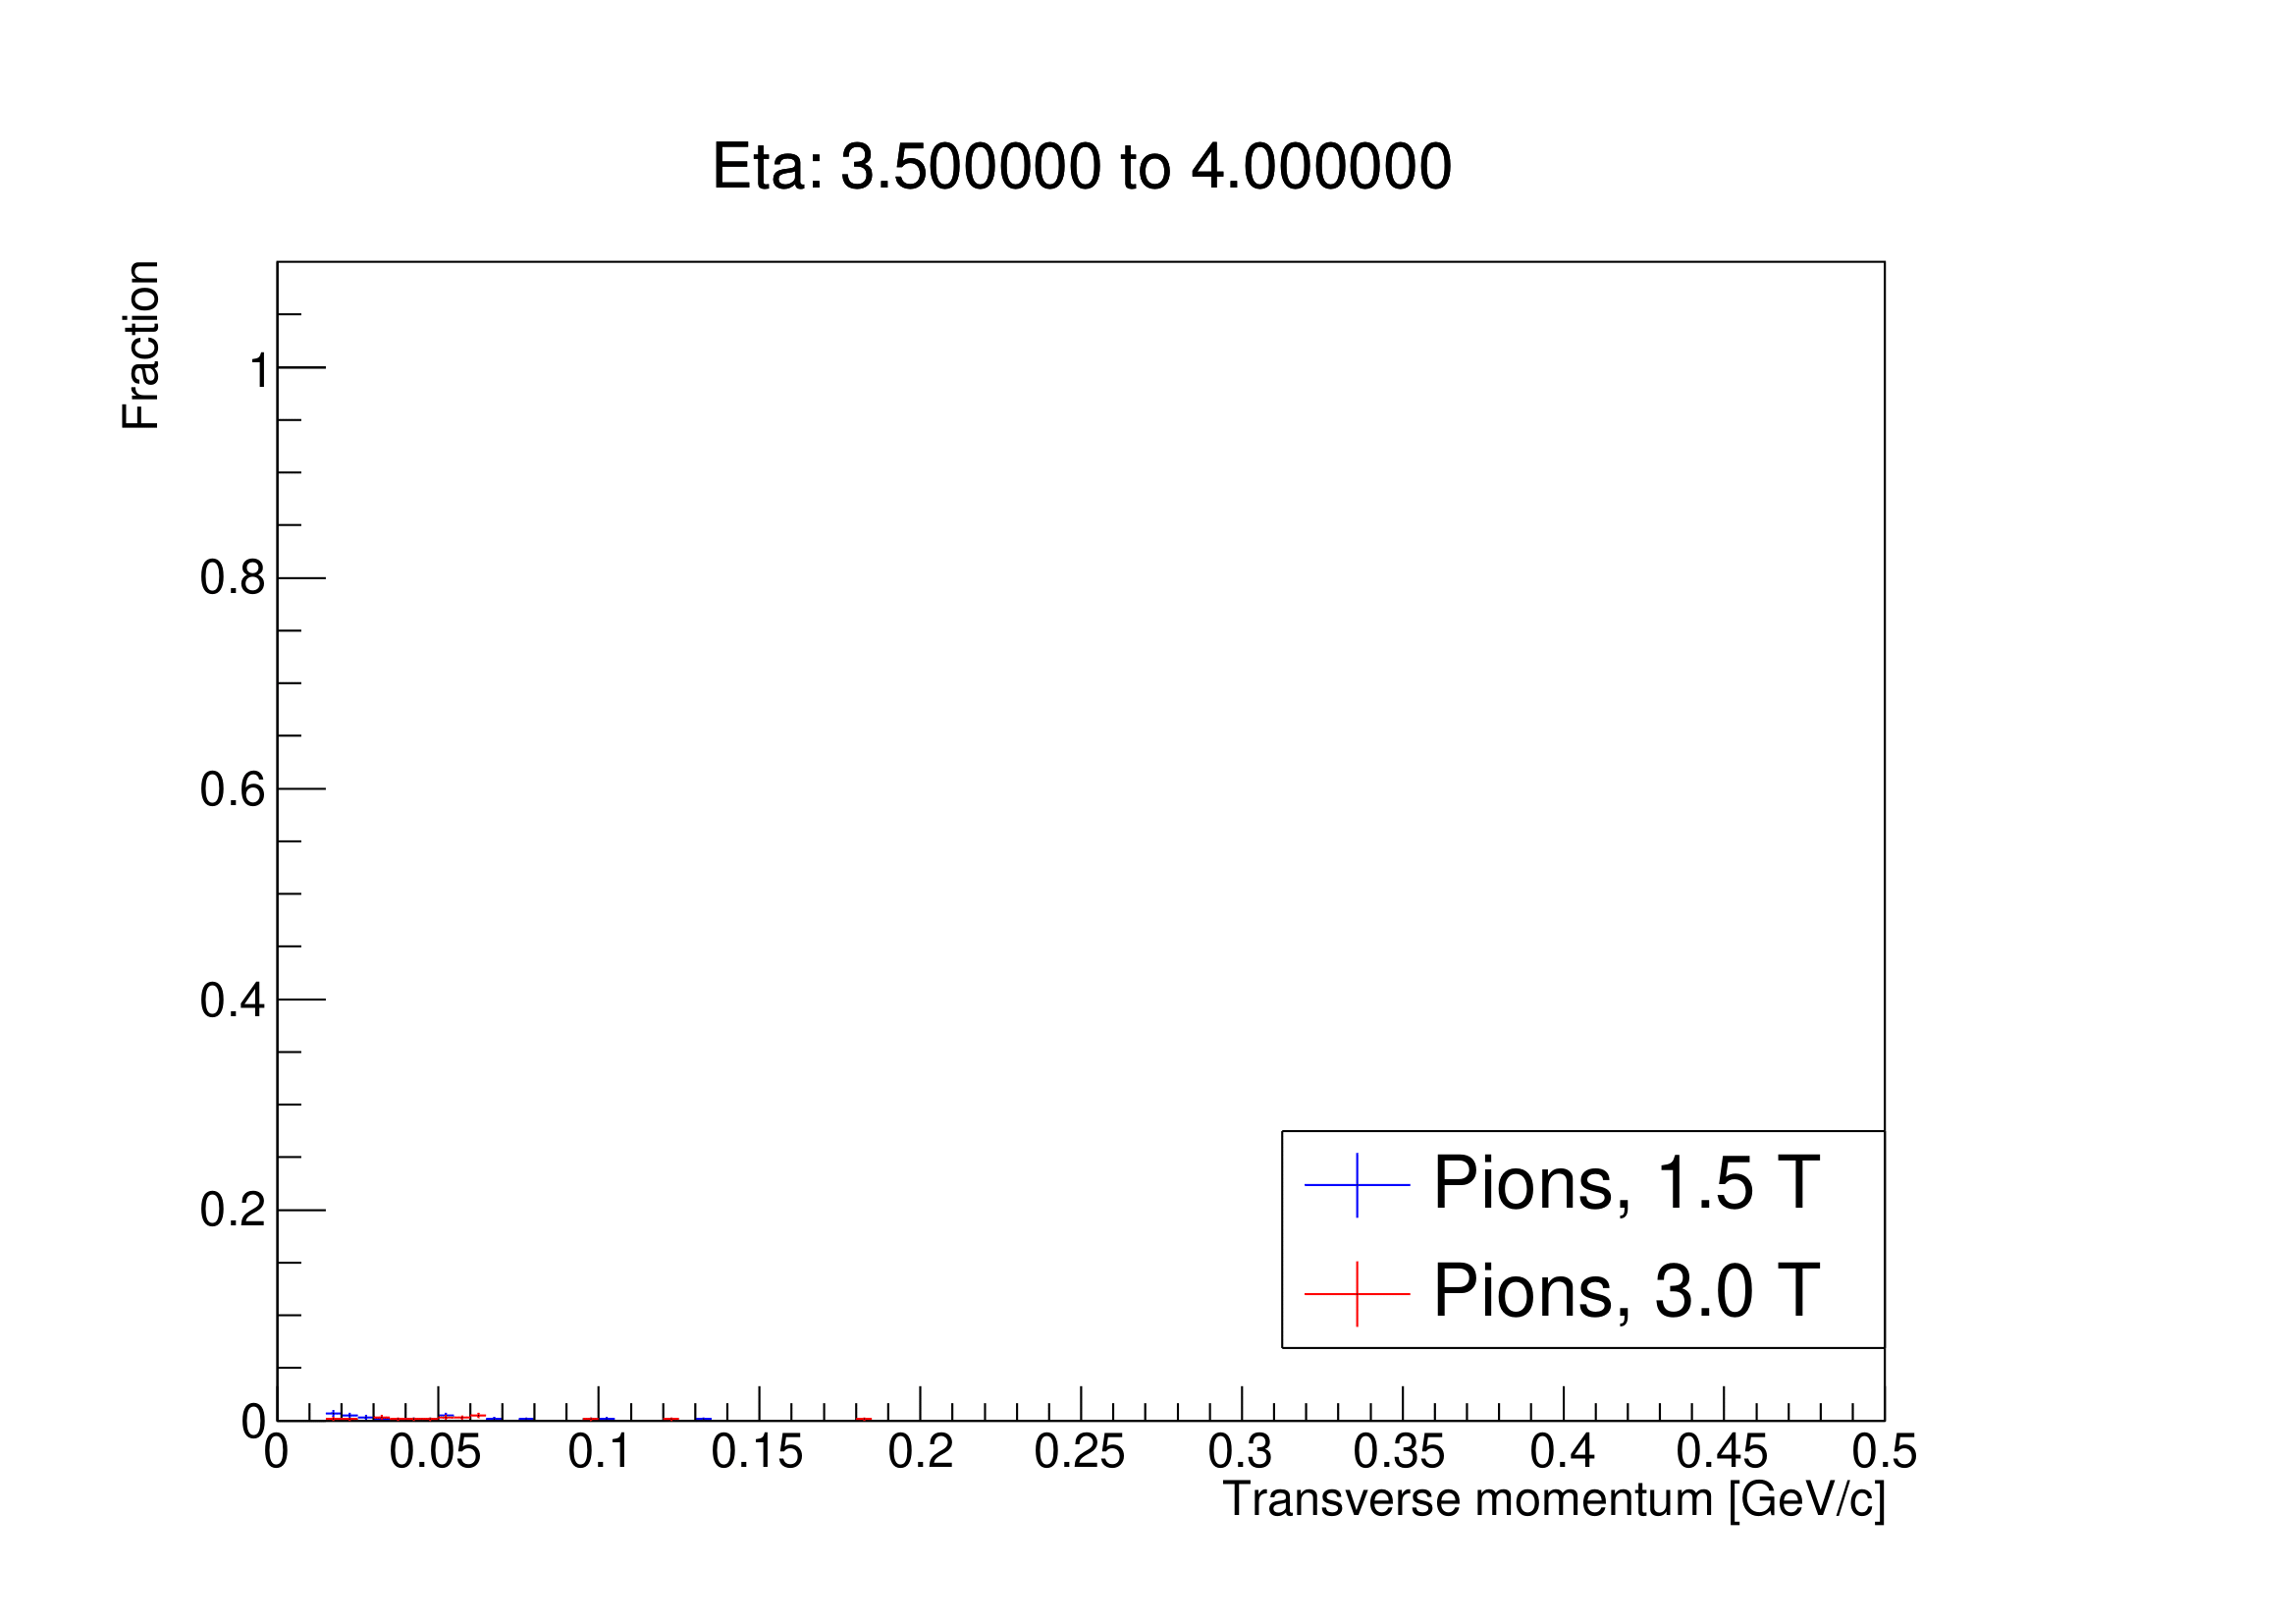 Eta: 3.500000 to 4.000000
Fraction
1
0.8
0.6
0.4
0.2
0
Pions, 1.5 T
Pions, 3.0 T
0 0.05 0.1 0.15 0.2 0.25 0.3 0.35 0.4 0.45 0.5
Transverse momentum [GeV/c]